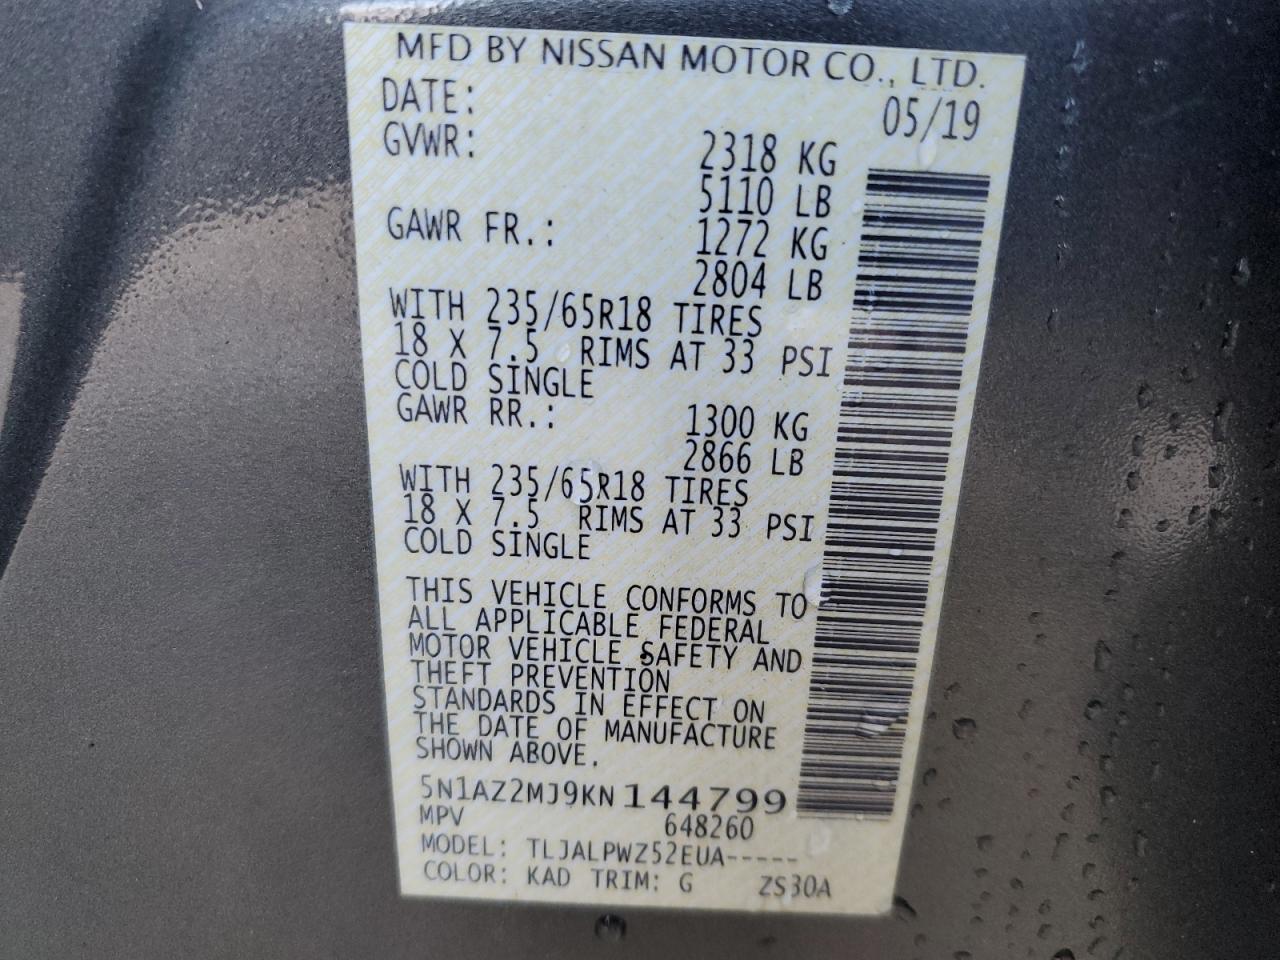 MFD BY NISSAN MOTOR CO., LTD.
DATE: 05/19
GVWR: 2318 KG
5110 LB
GAWR FR.: 1272 KG
2804 LB
WITH 235/65R18 TIRES
18 X 7.5 RIMS AT 33 PSI
COLD SINGLE
GAWR RR.: 1300 KG
2866 LB
WITH 235/65R18 TIRES
18 X 7.5 RIMS AT 33 PSI
COLD SINGLE
THIS VEHICLE CONFORMS TO
ALL APPLICABLE FEDERAL
MOTOR VEHICLE SAFETY AND
THEFT PREVENTION
STANDARDS IN EFFECT ON
THE DATE OF MANUFACTURE
SHOWN ABOVE.
5N1AZ2MJ9KN144799
MPV 648260
MODEL: TLJALPWZ52EUA-----
COLOR: KAD TRIM: G ZS30A